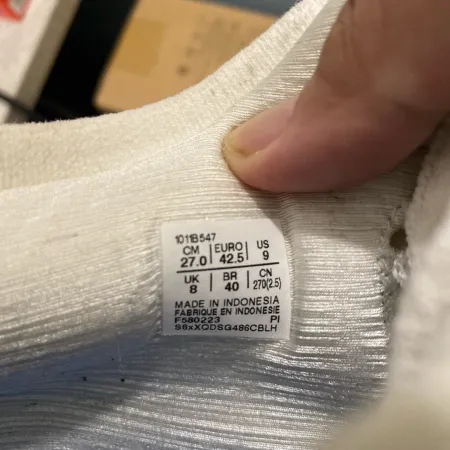 1011B547
CM EURO US
27.0 42.5 9
UK BR CN
8 40 270(2.5)
MADE IN INDONESIA
FABRIQUE EN INDONESIE
F580223 PI
S6xXQDSG486CBLH